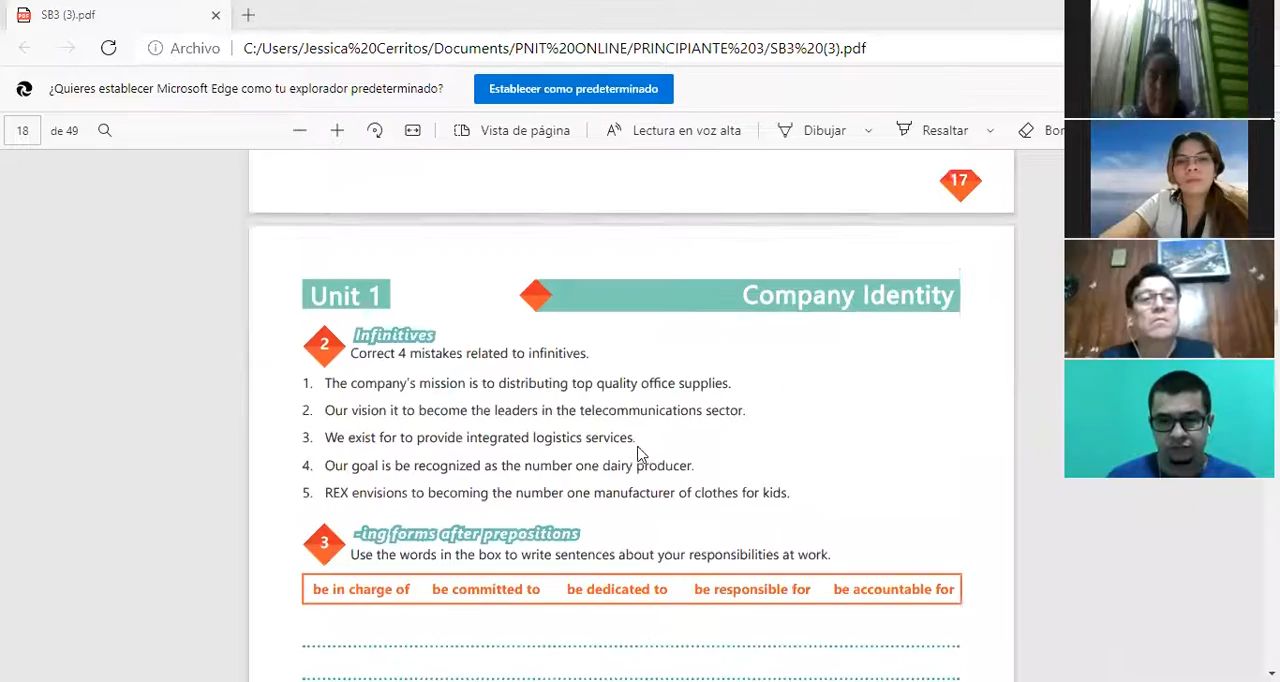 SB3 (3).pdf
Archivo C:/Users/Jessica%20Cerritos/Documents/PNIT%20ONLINE/PRINCIPIANTE%203/SB3%20(3).pdf
¿Quieres establecer Microsoft Edge como tu explorador predeterminado? Establecer como predeterminado
18 de 49 Vista de página Lectura en voz alta Dibujar Resaltar Bor
17
Unit 1 Company Identity
2 Infinitives
Correct 4 mistakes related to infinitives.
1. The company's mission is to distributing top quality office supplies.
2. Our vision it to become the leaders in the telecommunications sector.
3. We exist for to provide integrated logistics services.
4. Our goal is be recognized as the number one dairy producer.
5. REX envisions to becoming the number one manufacturer of clothes for kids.
3 -ing forms after prepositions
Use the words in the box to write sentences about your responsibilities at work.
be in charge of be committed to be dedicated to be responsible for be accountable for